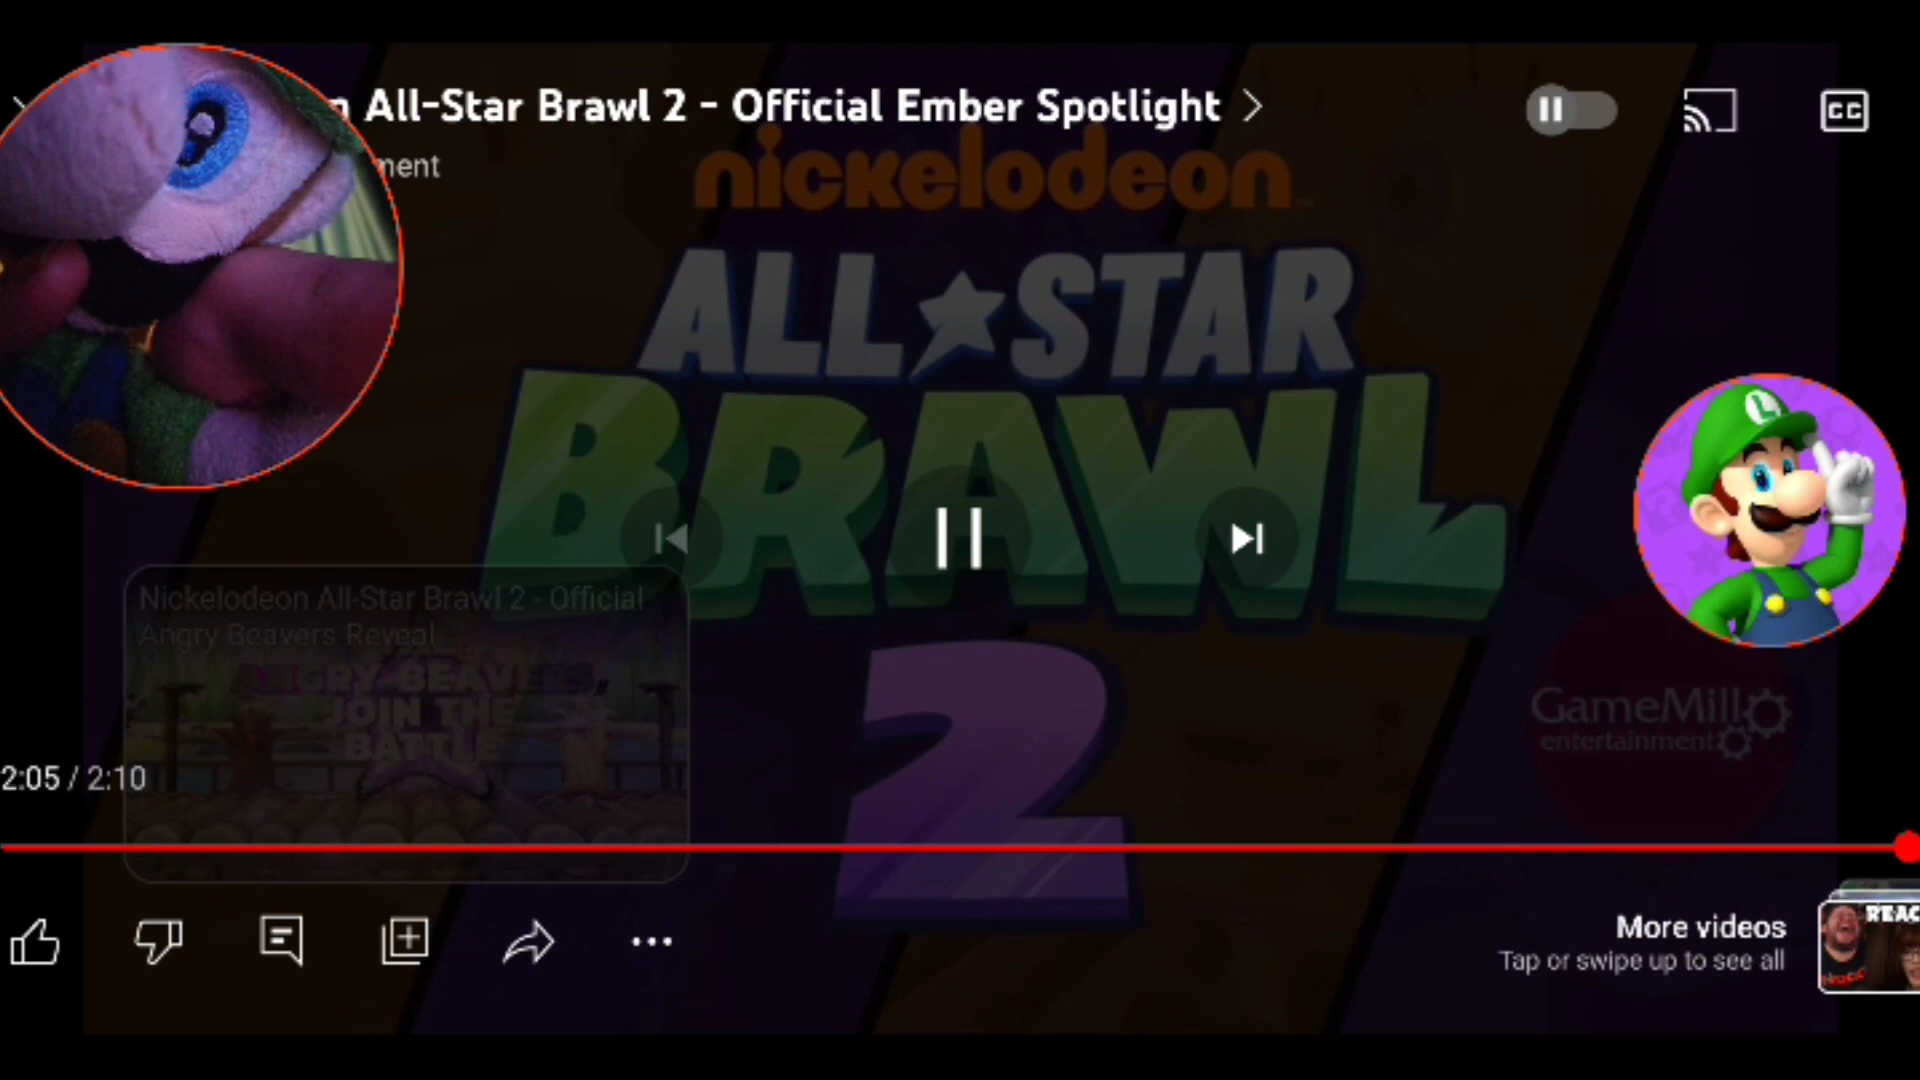 n All-Star Brawl 2 - Official Ember Spotlight
ment
CC
nickelodeon
ALL STAR
BRAWL
2
L
Nickelodeon All-Star Brawl 2 - Official
Angry Beavers Reveal
ANGRY BEAVERS,
JOIN THE
BATTLE
GameMill
entertainment
2:05 / 2:10
More videos
Tap or swipe up to see all
REAC